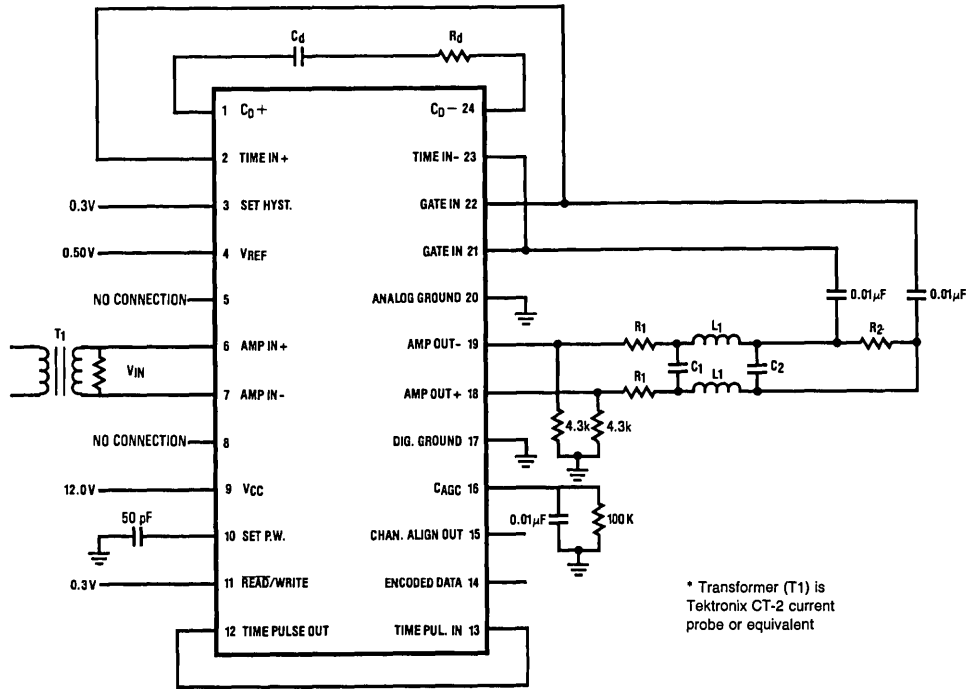 Cd
Rd
1 CD+
CD− 24
2 TIME IN+
TIME IN- 23
0.3V
3 SET HYST.
GATE IN 22
0.50V
4 VREF
GATE IN 21
0.01μF
0.01μF
NO CONNECTION
5
ANALOG GROUND 20
T1
6 AMP IN+
AMP OUT- 19
R1
L1
R2
VIN
C1
C2
7 AMP IN-
AMP OUT+ 18
R1
L1
4.3k
4.3k
NO CONNECTION
8
DIG. GROUND 17
12.0V
9 VCC
CAGC 16
50 pF
0.01μF
100K
10 SET P.W.
CHAN. ALIGN OUT 15
0.3V
11 READ/WRITE
ENCODED DATA 14
* Transformer (T1) is
Tektronix CT-2 current
probe or equivalent
12 TIME PULSE OUT
TIME PUL. IN 13